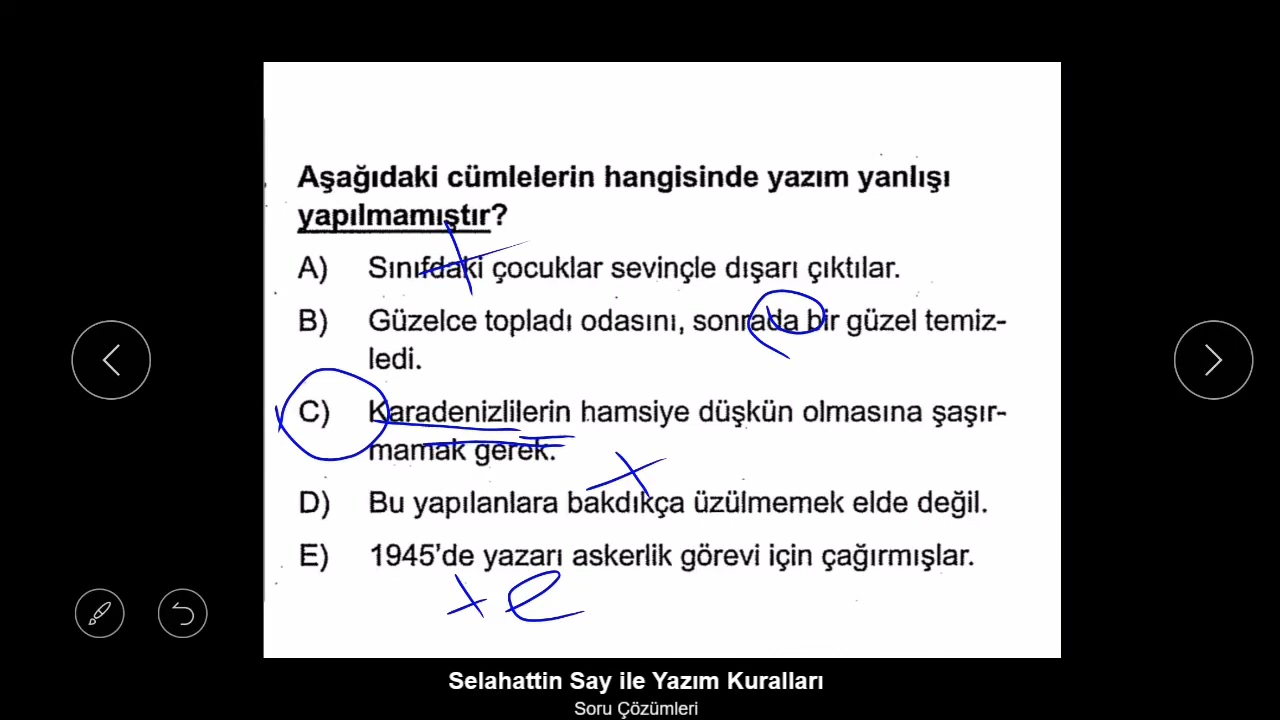 Aşağıdaki cümlelerin hangisinde yazım yanlışı
yapılmamıştır?
A) Sınıfdaki çocuklar sevinçle dışarı çıktılar.
B) Güzelce topladı odasını, sonrada bir güzel temiz-
ledi.
C) Karadenizlilerin hamsiye düşkün olmasına şaşır-
mamak gerek.
D) Bu yapılanlara bakdıkça üzülmemek elde değil.
E) 1945'de yazarı askerlik görevi için çağırmışlar.
te
Selahattin Say ile Yazım Kuralları
Soru Çözümleri